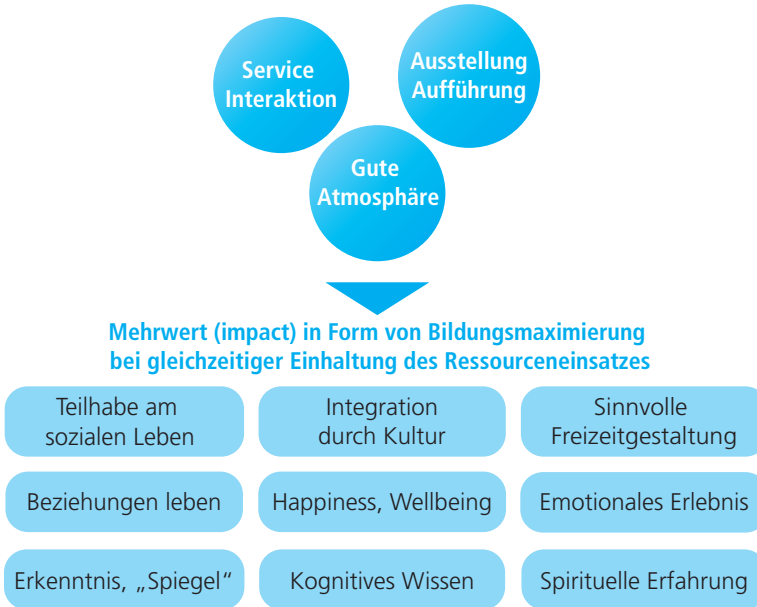 Service
Interaktion
Ausstellung
Aufführung
Gute
Atmosphäre
Mehrwert (impact) in Form von Bildungsmaximierung
bei gleichzeitiger Einhaltung des Ressourceneinsatzes
Teilhabe am
sozialen Leben
Integration
durch Kultur
Sinnvolle
Freizeitgestaltung
Beziehungen leben
Happiness, Wellbeing
Emotionales Erlebnis
Erkenntnis, „Spiegel“
Kognitives Wissen
Spirituelle Erfahrung